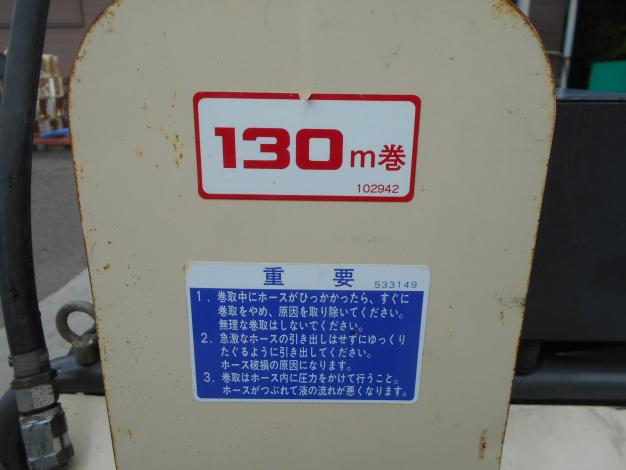 130m巻
102942
重要 533149
1. 巻取中にホースがひっかかったら、すぐに
巻取をやめ、原因を取り除いてください。
無理な巻取はしないでください。
2. 急激なホースの引き出しはせずにゆっくり
たぐるように引き出してください。
ホース破損の原因になります。
3. 巻取はホース内に圧力をかけて行うこと。
ホースがつぶれて液の流れが悪くなります。